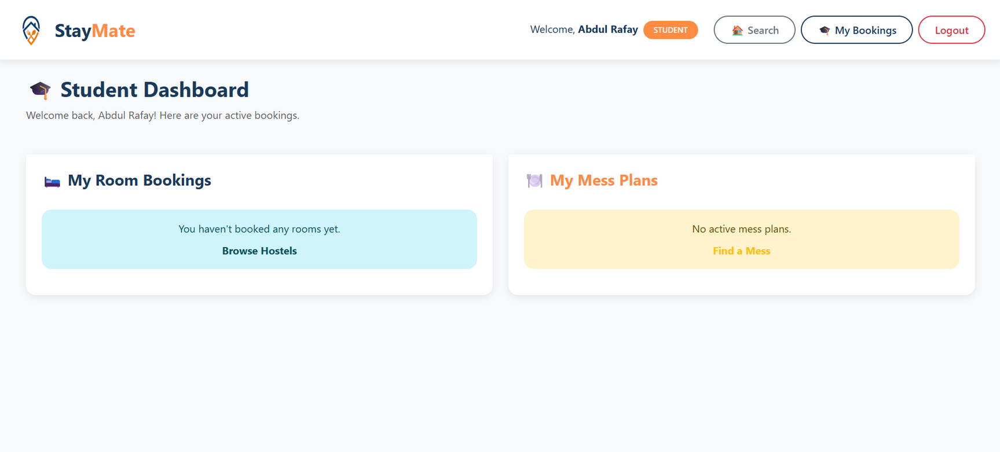 StayMate
Welcome, Abdul Rafay STUDENT Search My Bookings Logout
Student Dashboard
Welcome back, Abdul Rafay! Here are your active bookings.
My Room Bookings
You haven't booked any rooms yet.
Browse Hostels
My Mess Plans
No active mess plans.
Find a Mess